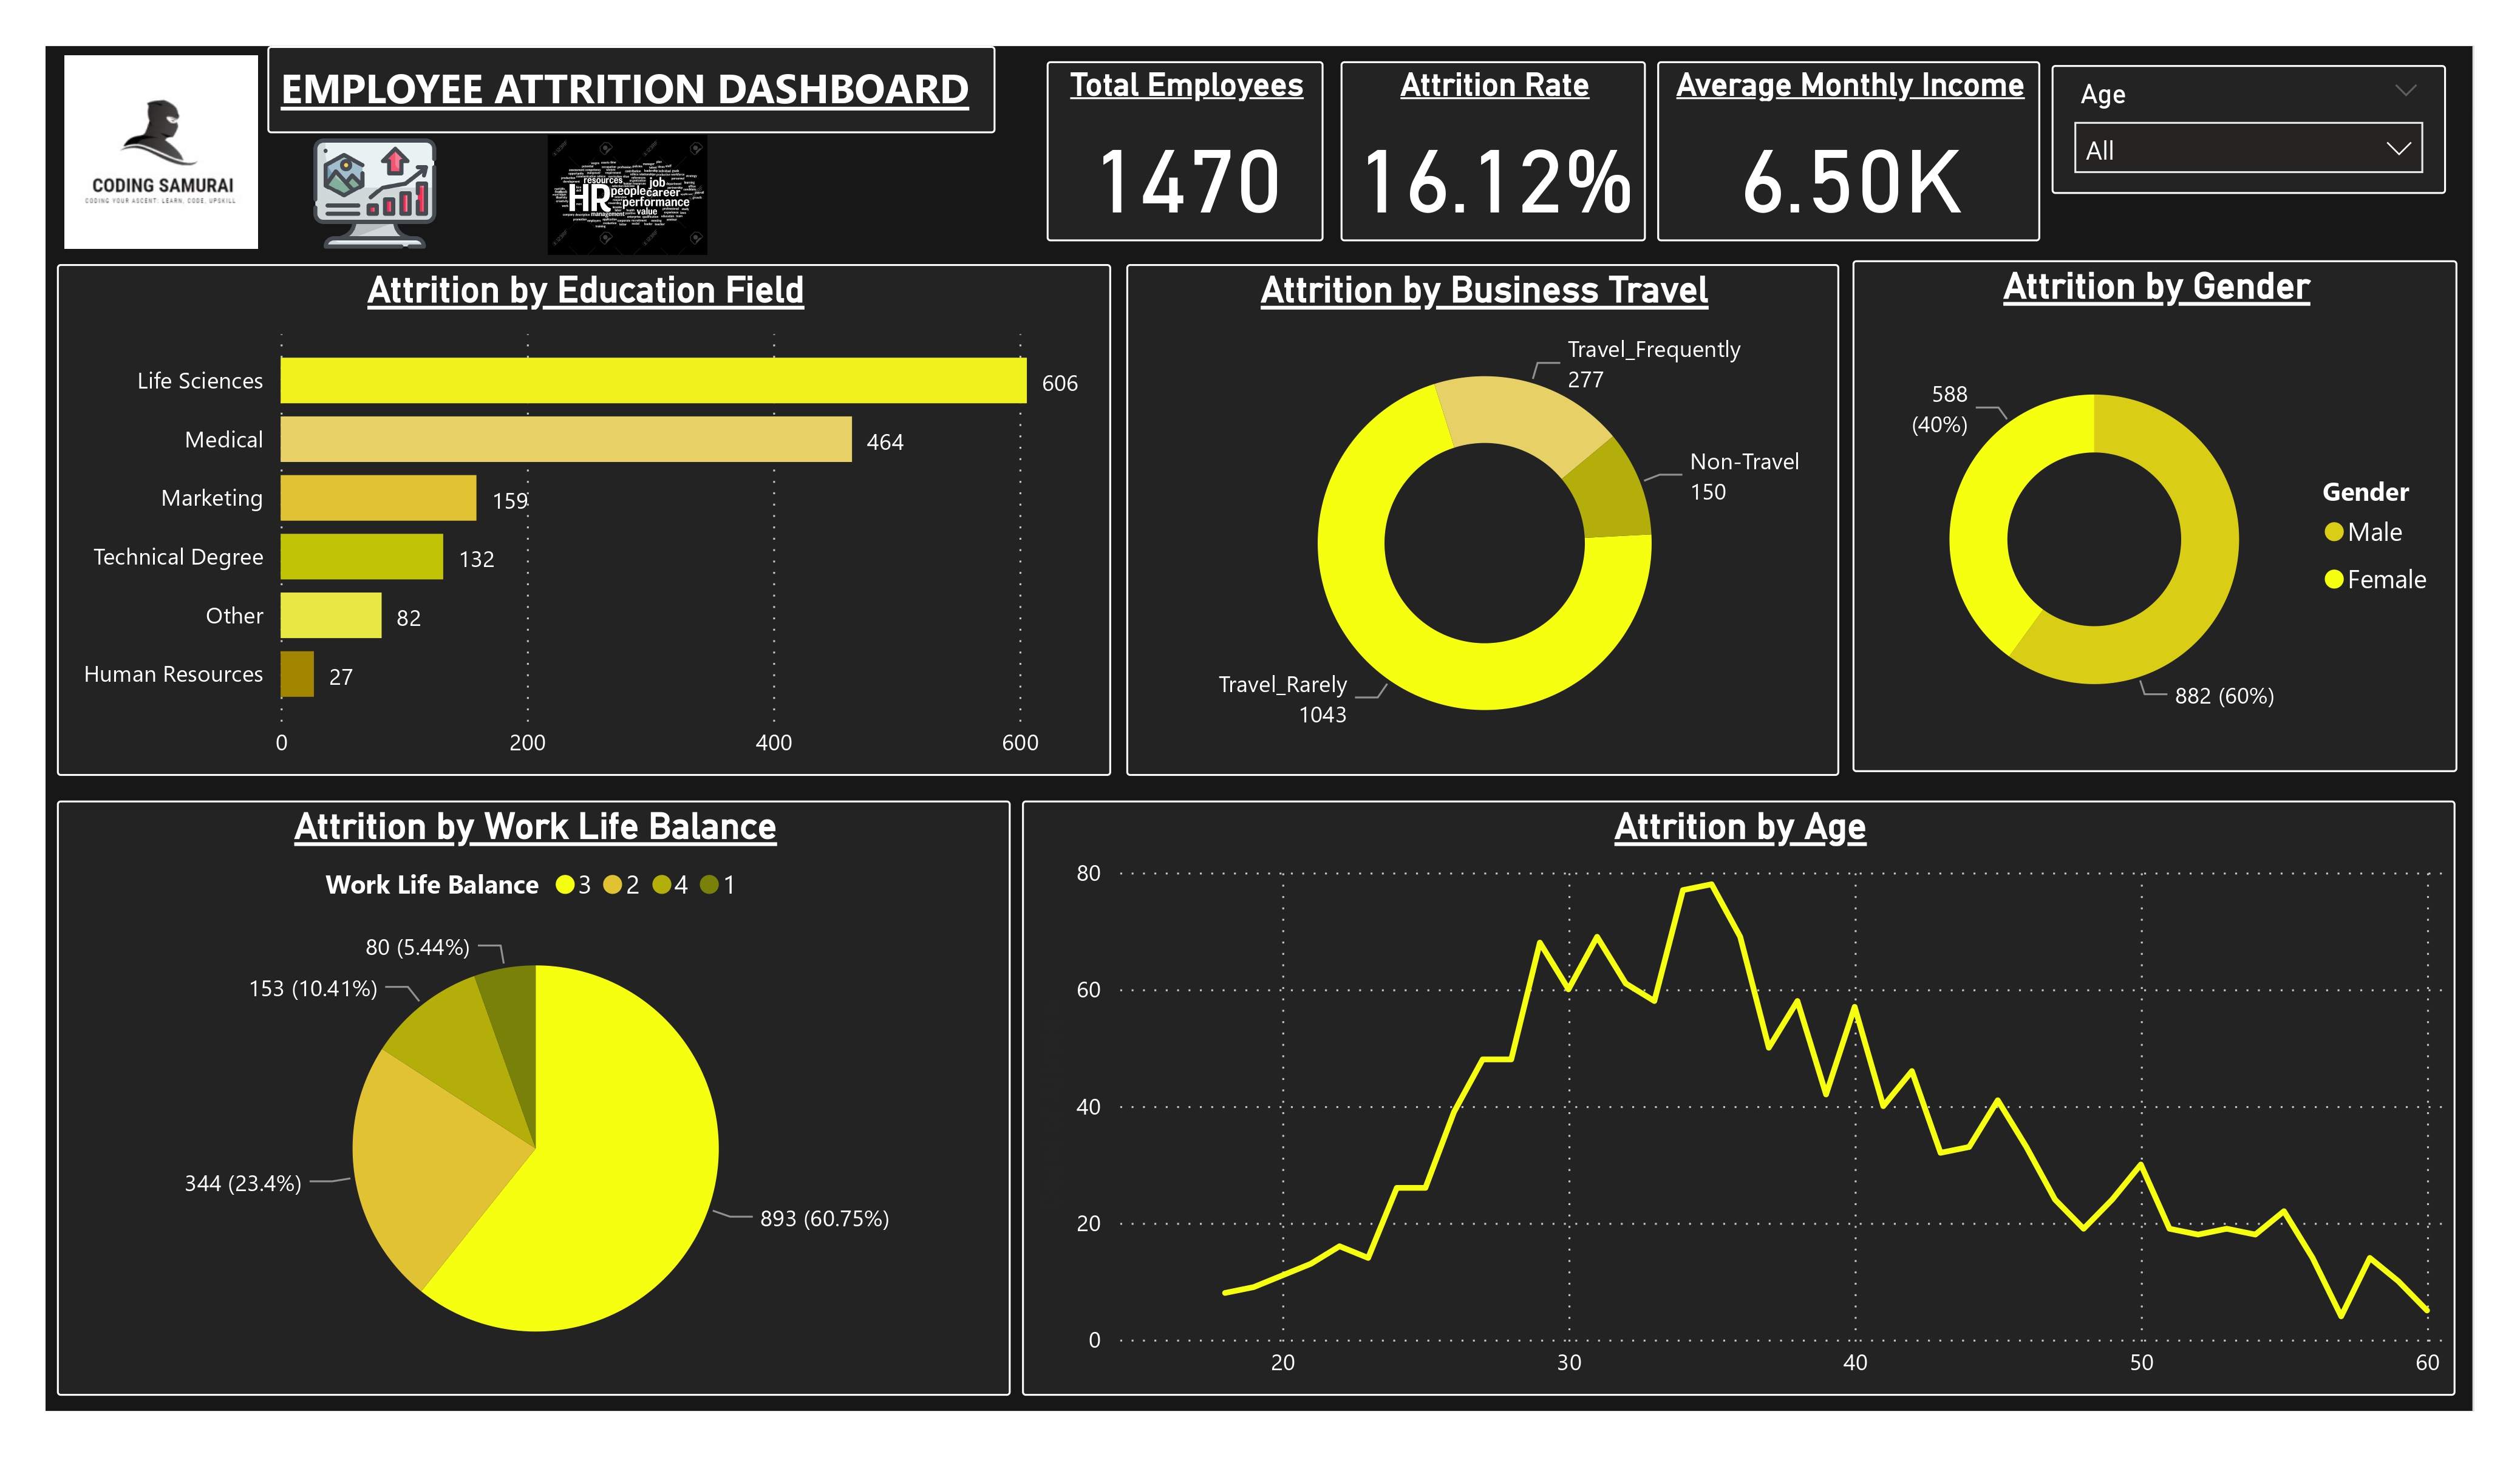 CODING SAMURAI
CODING YOUR ASCENT: LEARN, CODE, UPSKILL
EMPLOYEE ATTRITION DASHBOARD
HR
resources
people
job
career
performance
value
management
Total Employees
1470
Attrition Rate
16.12%
Average Monthly Income
6.50K
Age
All
Attrition by Education Field
Life Sciences
606
Medical
464
Marketing
159
Technical Degree
132
Other
82
Human Resources
27
0
200
400
600
Attrition by Business Travel
Travel_Frequently
277
Non-Travel
150
Travel_Rarely
1043
Attrition by Gender
588
(40%)
882 (60%)
Gender
Male
Female
Attrition by Work Life Balance
Work Life Balance 3 2 4 1
80 (5.44%)
153 (10.41%)
344 (23.4%)
893 (60.75%)
Attrition by Age
80
60
40
20
0
20
30
40
50
60